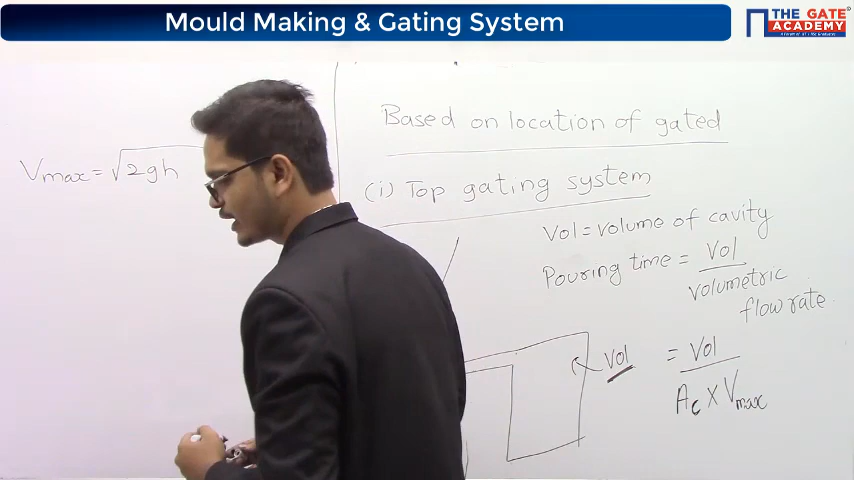 Mould Making & Gating System
THE GATE
ACADEMY
Based on location of gated
Vmax = √2gh
(i) Top gating system
Vol = volume of cavity
Pouring time = Vol
volumetric
flow rate
Vol
= Vol
Ac x Vmax